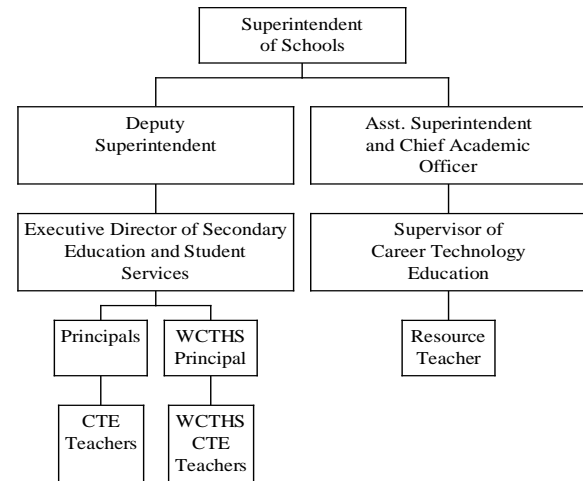 Superintendent
of Schools
Deputy
Superintendent
Asst. Superintendent
and Chief Academic
Officer
Executive Director of Secondary
Education and Student
Services
Supervisor of
Career Technology
Education
Principals
WCTHS
Principal
Resource
Teacher
CTE
Teachers
WCTHS
CTE
Teachers